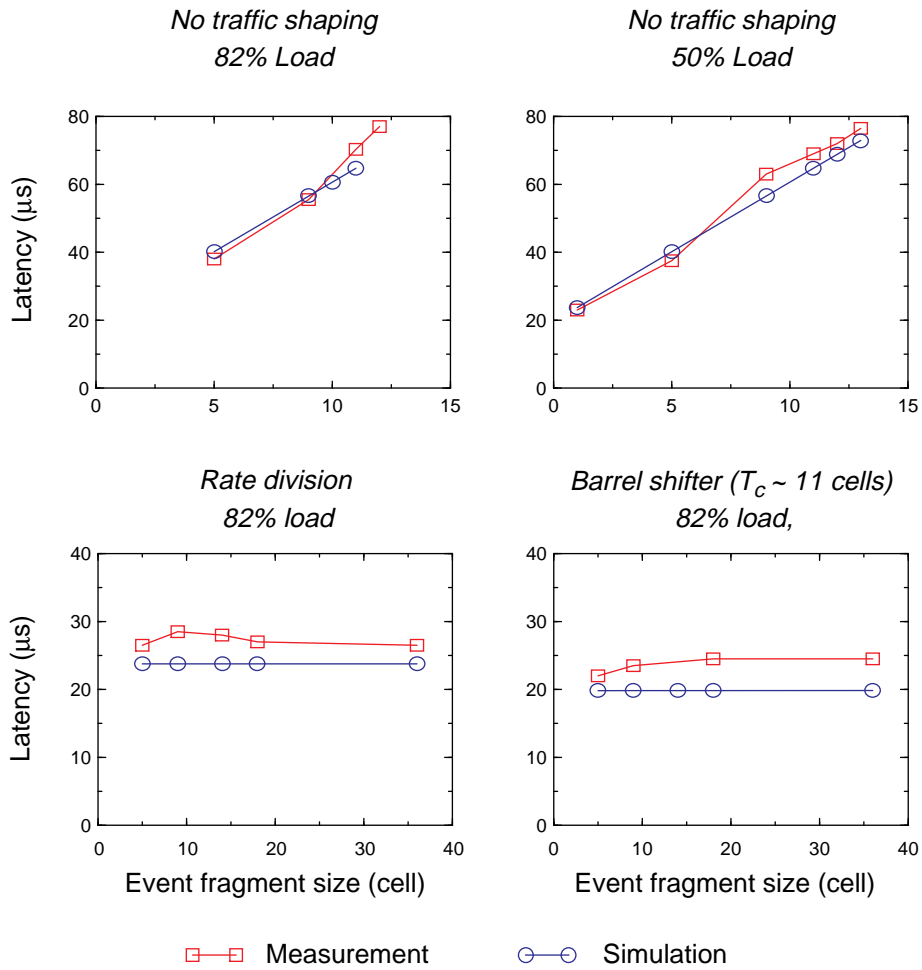 No traffic shaping
82% Load
No traffic shaping
50% Load
80
60
40
20
0
0
5
10
15
Latency (µs)
80
60
40
20
0
0
5
10
15
Rate division
82% load
Barrel shifter (Tc ~ 11 cells)
82% load,
40
30
20
10
0
0
10
20
30
40
Latency (µs)
Event fragment size (cell)
40
30
20
10
0
0
10
20
30
40
Event fragment size (cell)
Measurement
Simulation